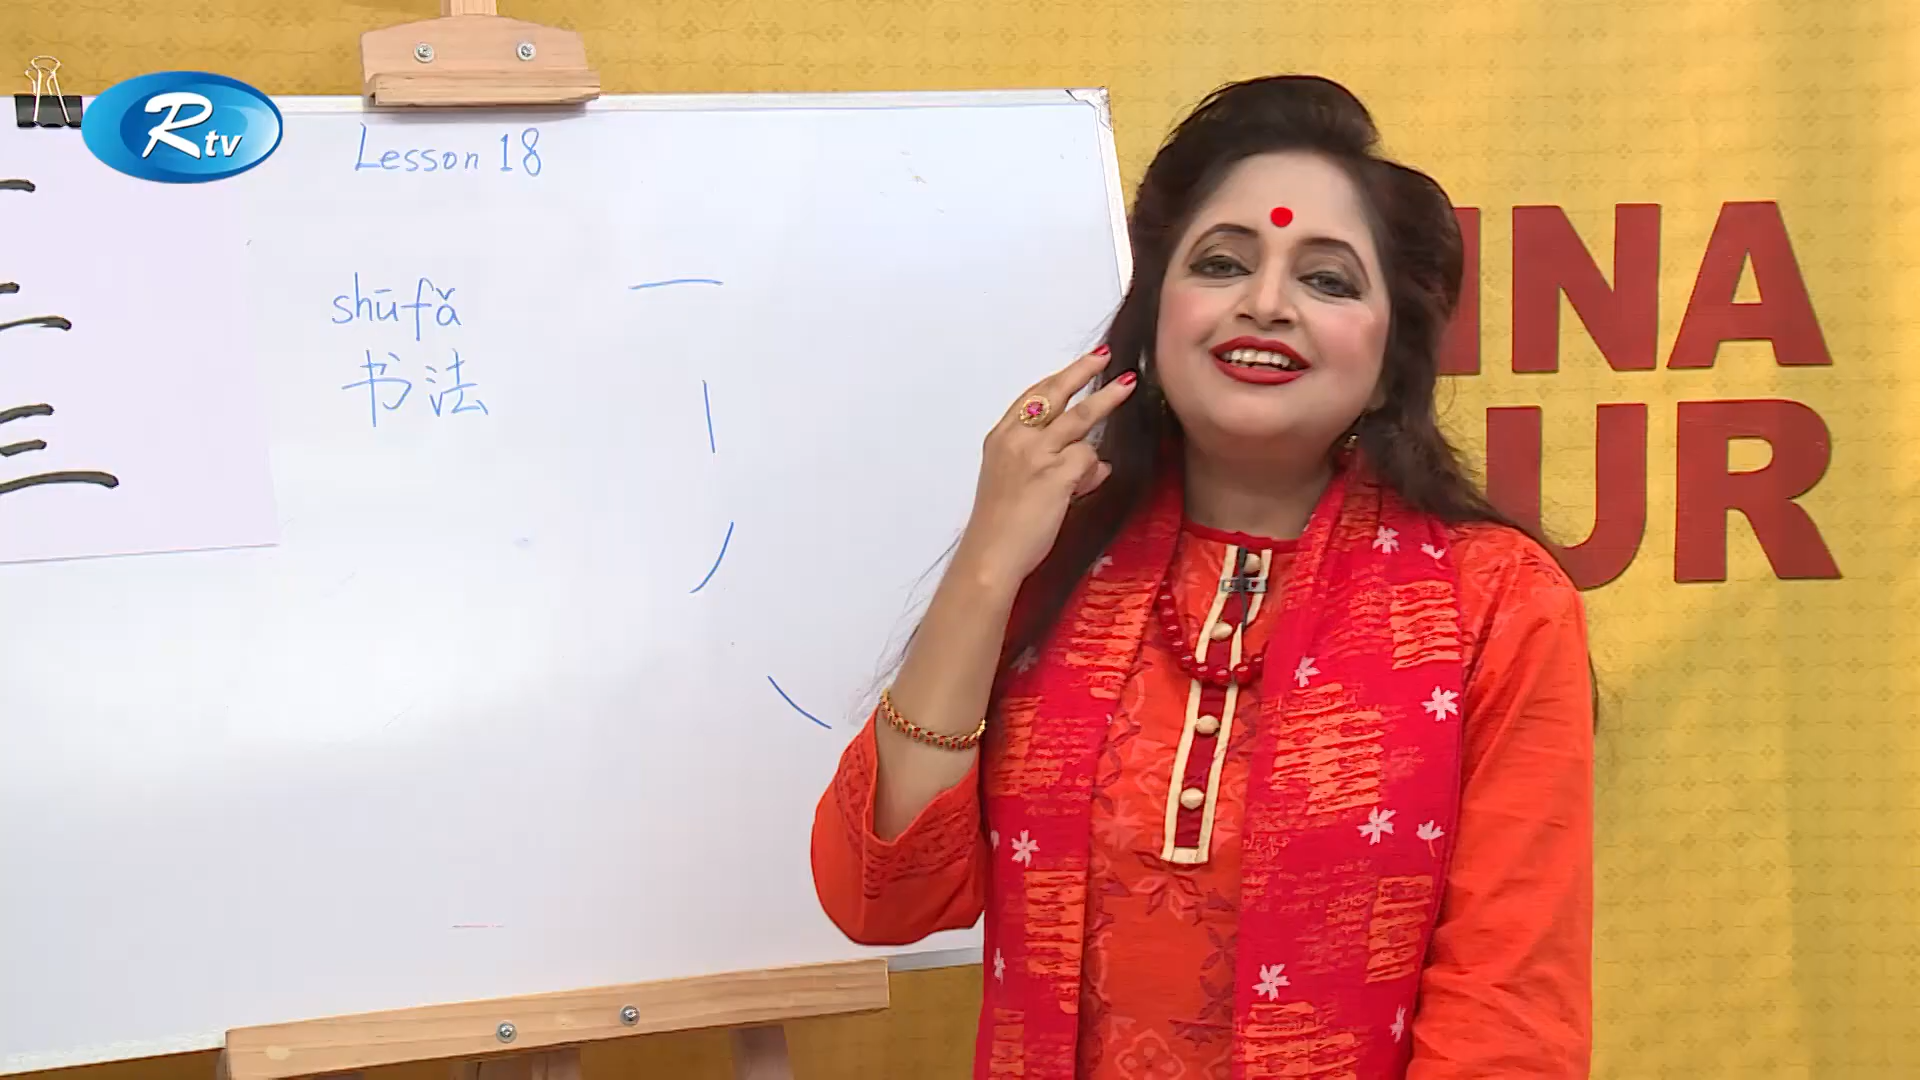 Rtv
Lesson 18
shūfǎ
书法
INA
UR